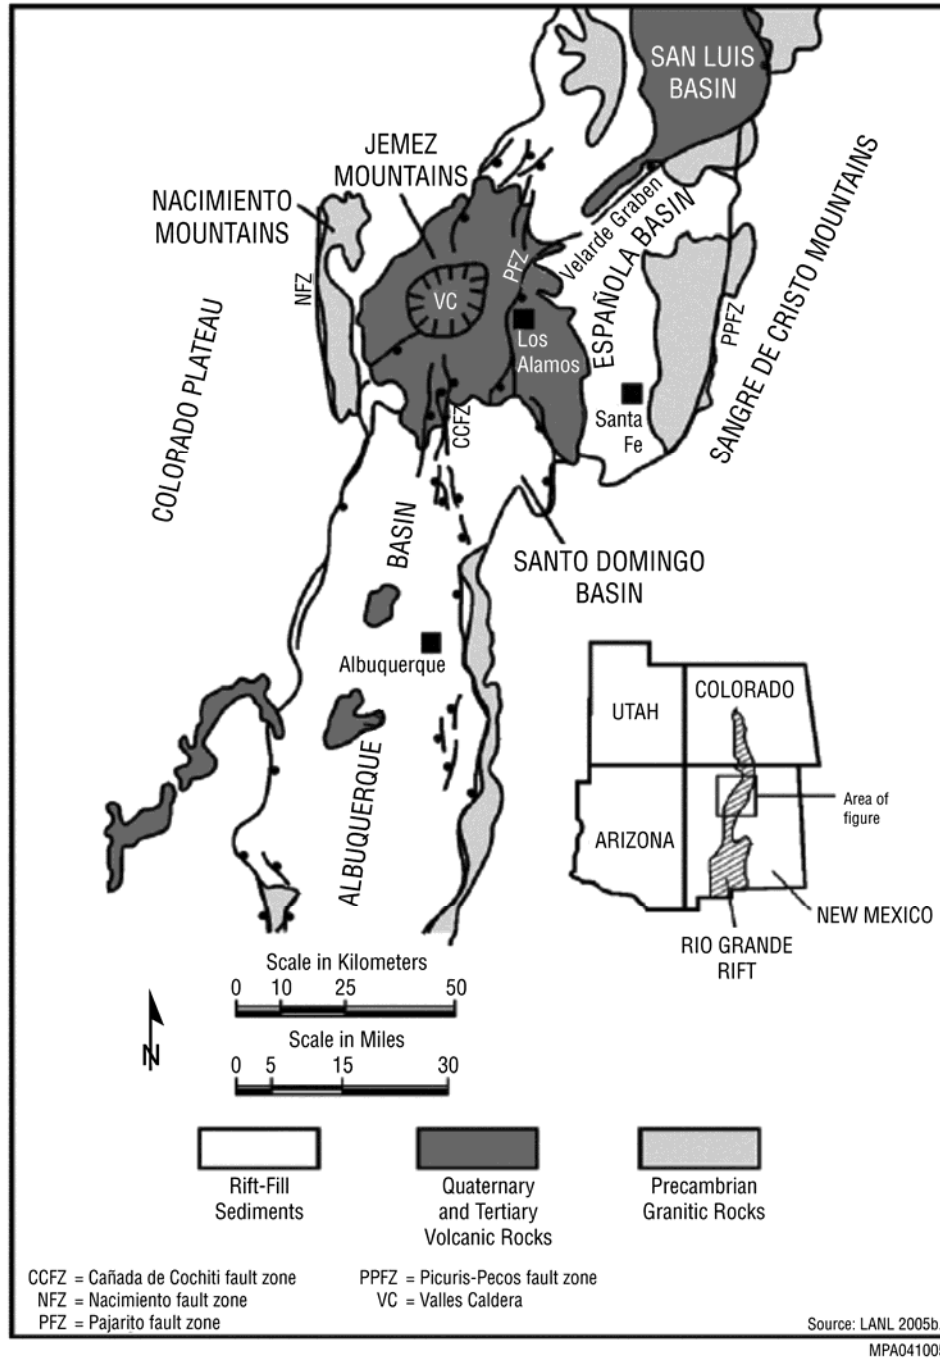 SAN LUIS
BASIN
JEMEZ
MOUNTAINS
NACIMIENTO
MOUNTAINS
Velarde Graben
ESPAÑOLA BASIN
SANGRE DE CRISTO MOUNTAINS
NFZ
PFZ
VC
PPFZ
COLORADO PLATEAU
Los
Alamos
Santa
Fe
CCFZ
BASIN
SANTO DOMINGO
BASIN
Albuquerque
ALBUQUERQUE
UTAH
COLORADO
ARIZONA
Area of
figure
NEW MEXICO
RIO GRANDE
RIFT
Scale in Kilometers
0 10 25 50
Scale in Miles
0 5 15 30
N
Rift-Fill
Sediments
Quaternary
and Tertiary
Volcanic Rocks
Precambrian
Granitic Rocks
CCFZ = Cañada de Cochiti fault zone
NFZ = Nacimiento fault zone
PFZ = Pajarito fault zone
PPFZ = Picuris-Pecos fault zone
VC = Valles Caldera
Source: LANL 2005b.
MPA041005